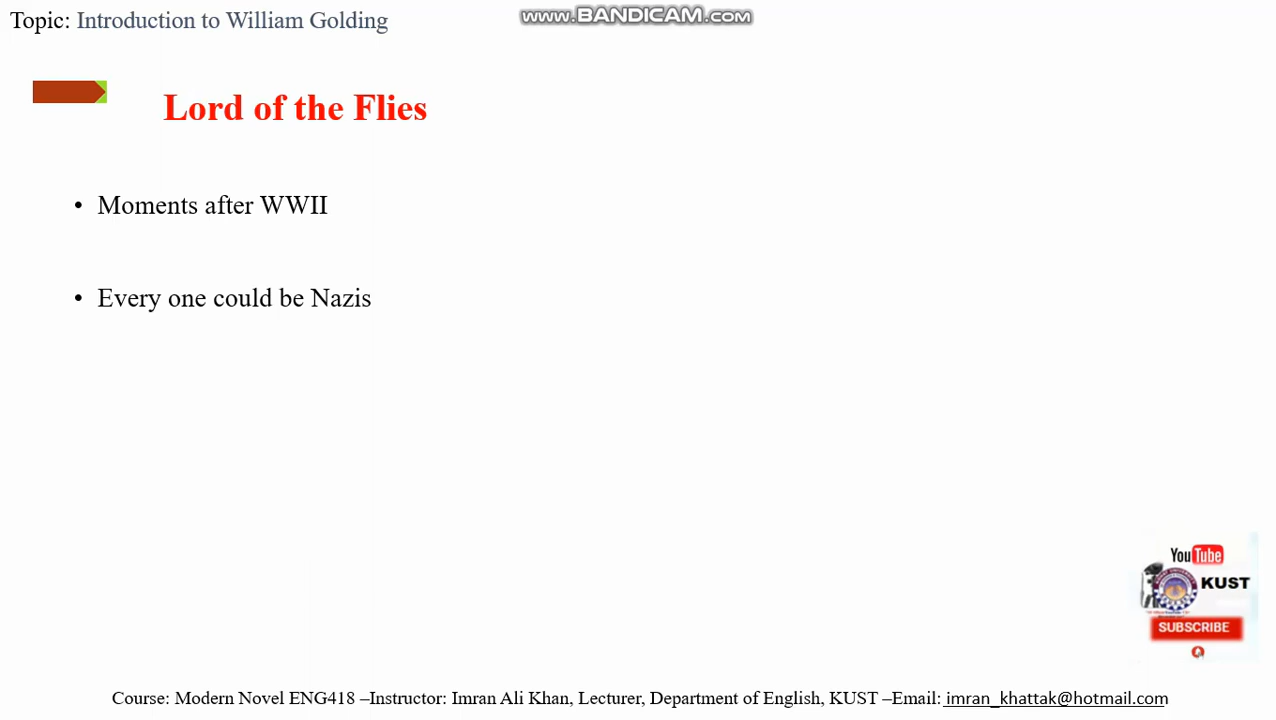 Topic: Introduction to William Golding
www.BANDICAM.com
Lord of the Flies
• Moments after WWII
• Every one could be Nazis
YouTube
KUST
SUBSCRIBE
Course: Modern Novel ENG418 –Instructor: Imran Ali Khan, Lecturer, Department of English, KUST –Email: imran_khattak@hotmail.com